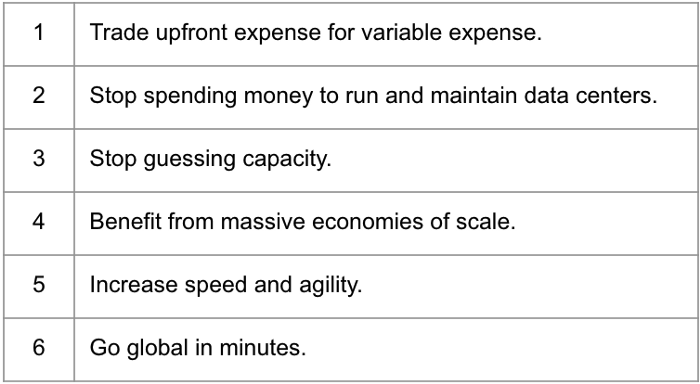 1 Trade upfront expense for variable expense.
2 Stop spending money to run and maintain data centers.
3 Stop guessing capacity.
4 Benefit from massive economies of scale.
5 Increase speed and agility.
6 Go global in minutes.